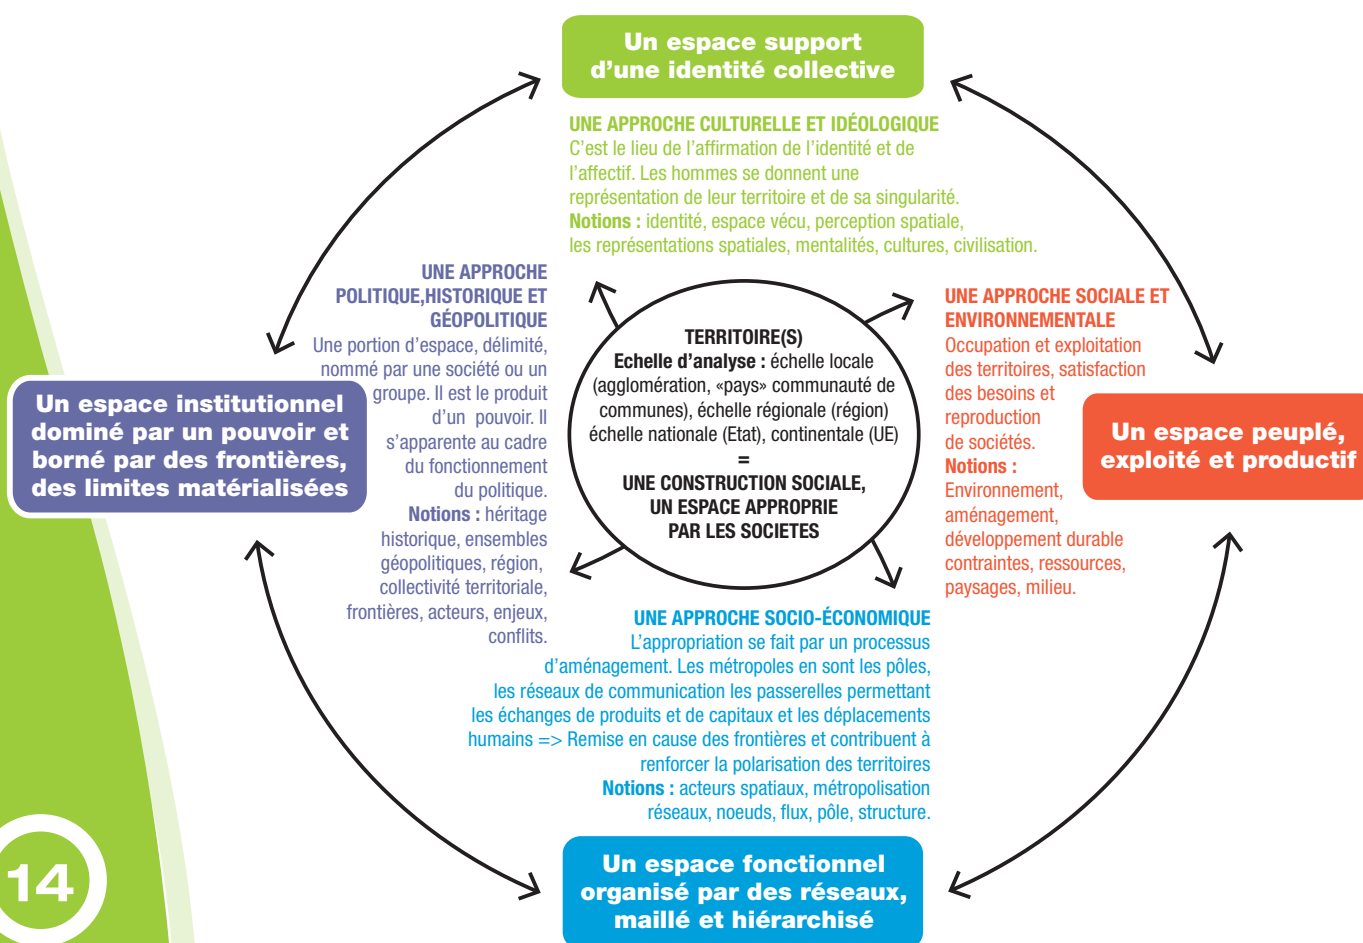 Un espace support
d'une identité collective
UNE APPROCHE CULTURELLE ET IDÉOLOGIQUE
C'est le lieu de l'affirmation de l'identité et de
l'affectif. Les hommes se donnent une
représentation de leur territoire et de sa singularité.
Notions : identité, espace vécu, perception spatiale,
les représentations spatiales, mentalités, cultures, civilisation.
UNE APPROCHE
POLITIQUE,HISTORIQUE ET
GÉOPOLITIQUE
Une portion d'espace, délimité,
nommé par une société ou un
groupe. Il est le produit
d'un pouvoir. Il
s'apparente au cadre
du fonctionnement
du politique.
Notions : héritage
historique, ensembles
géopolitiques, région,
collectivité territoriale,
frontières, acteurs, enjeux,
conflits.
Un espace institutionnel
dominé par un pouvoir et
borné par des frontières,
des limites matérialisées
TERRITOIRE(S)
Echelle d'analyse : échelle locale
(agglomération, «pays» communauté de
communes), échelle régionale (région)
échelle nationale (Etat), continentale (UE)
=
UNE CONSTRUCTION SOCIALE,
UN ESPACE APPROPRIE
PAR LES SOCIETES
UNE APPROCHE SOCIALE ET
ENVIRONNEMENTALE
Occupation et exploitation
des territoires, satisfaction
des besoins et
reproduction
de sociétés.
Notions :
Environnement,
aménagement,
développement durable
contraintes, ressources,
paysages, milieu.
Un espace peuplé,
exploité et productif
UNE APPROCHE SOCIO-ÉCONOMIQUE
L'appropriation se fait par un processus
d'aménagement. Les métropoles en sont les pôles,
les réseaux de communication les passerelles permettant
les échanges de produits et de capitaux et les déplacements
humains => Remise en cause des frontières et contribuent à
renforcer la polarisation des territoires
Notions : acteurs spatiaux, métropolisation
réseaux, noeuds, flux, pôle, structure.
Un espace fonctionnel
organisé par des réseaux,
maillé et hiérarchisé
14